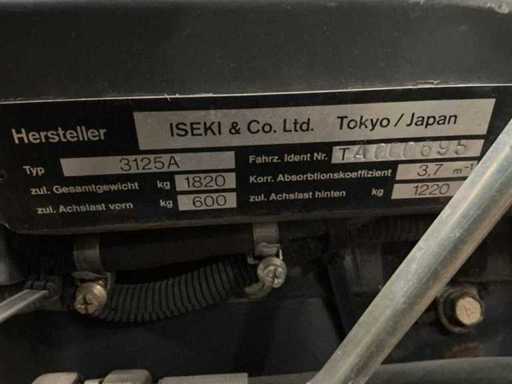 Hersteller ISEKI & Co. Ltd. Tokyo / Japan
Typ 3125A Fahrz. Ident Nr.
zul. Gesamtgewicht kg 1820 Korr. Absorbtionskoeffizient 3,7 m⁻¹
zul. Achslast vorn kg 600 zul. Achslast hinten kg 1220